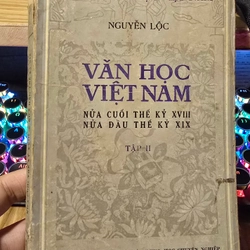 NGUYỄN LỘC
VĂN HỌC
VIỆT NAM
NỬA CUỐI THẾ KỶ XVIII
NỬA ĐẦU THẾ KỶ XIX
TẬP II